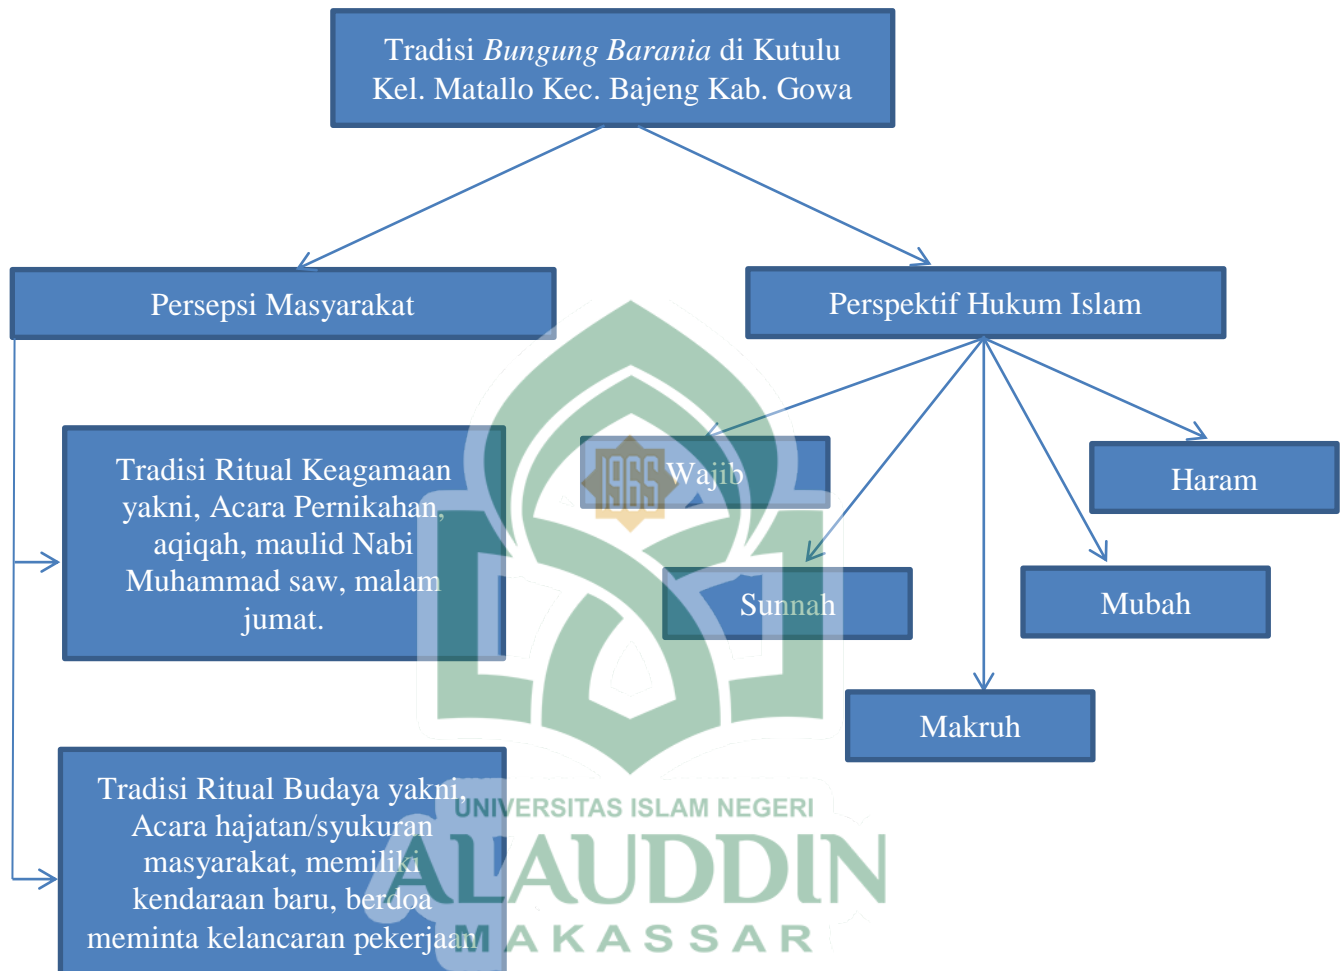 Tradisi Bungung Barania di Kutulu
Kel. Matallo Kec. Bajeng Kab. Gowa
Persepsi Masyarakat
Perspektif Hukum Islam
Tradisi Ritual Keagamaan
yakni, Acara Pernikahan,
aqiqah, maulid Nabi
Muhammad saw, malam
jumat.
Tradisi Ritual Budaya yakni,
Acara hajatan/syukuran
masyarakat, memiliki
kendaraan baru, berdoa
meminta kelancaran pekerjaan
Wajib
Haram
Sunnah
Mubah
Makruh
1965
UNIVERSITAS ISLAM NEGERI
ALAUDDIN
MAKASSAR